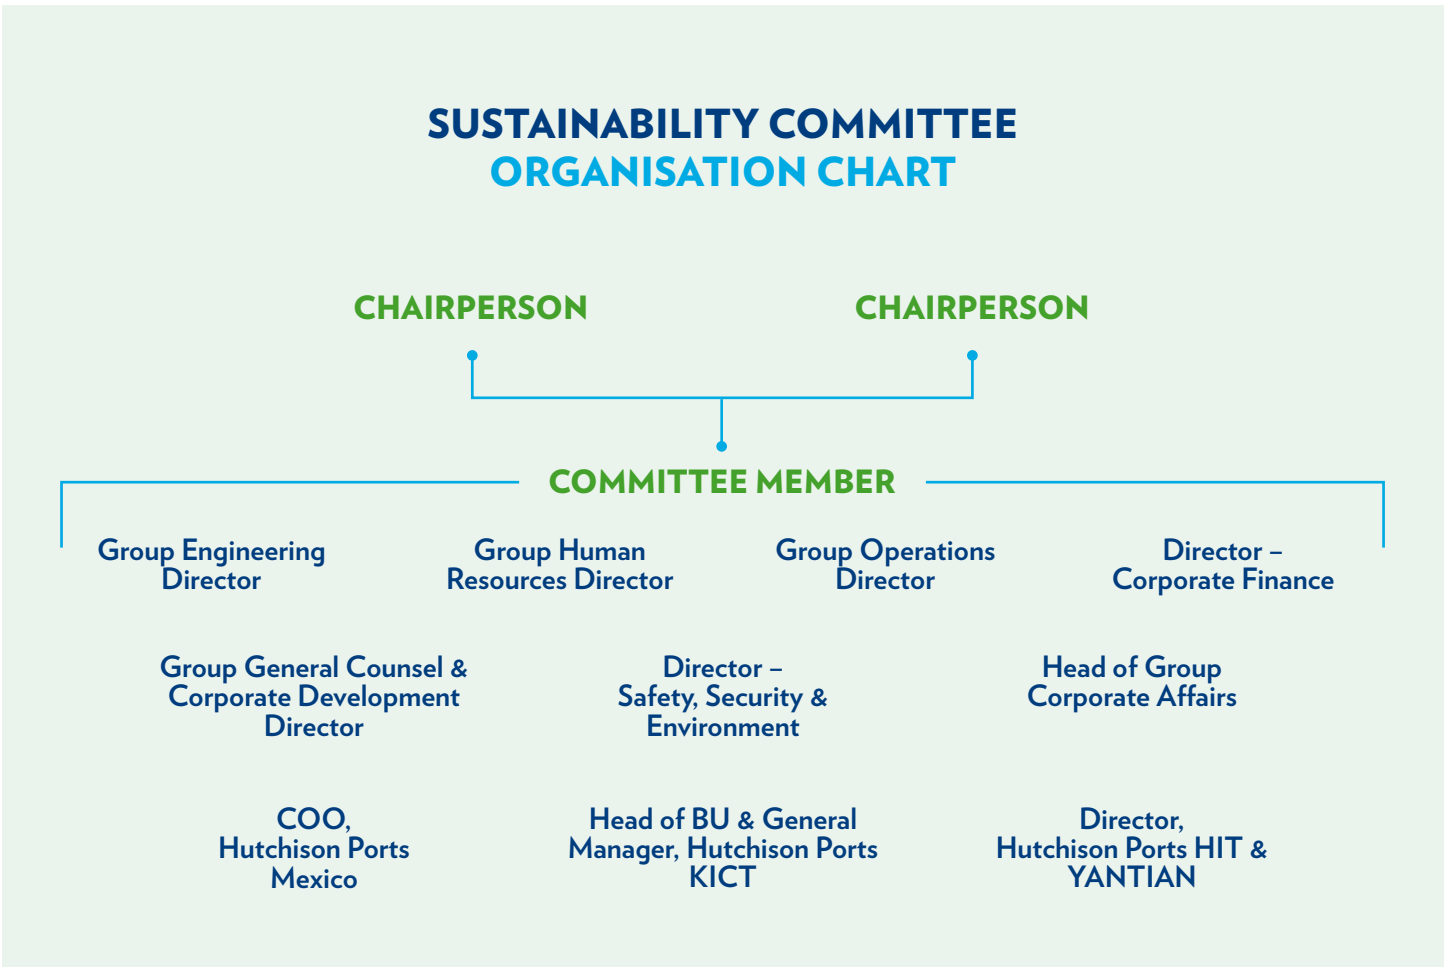 SUSTAINABILITY COMMITTEE
ORGANISATION CHART
CHAIRPERSON
CHAIRPERSON
COMMITTEE MEMBER
Group Engineering
Director
Group Human
Resources Director
Group Operations
Director
Director –
Corporate Finance
Group General Counsel &
Corporate Development
Director
Director –
Safety, Security &
Environment
Head of Group
Corporate Affairs
COO,
Hutchison Ports
Mexico
Head of BU & General
Manager, Hutchison Ports
KICT
Director,
Hutchison Ports HIT &
YANTIAN